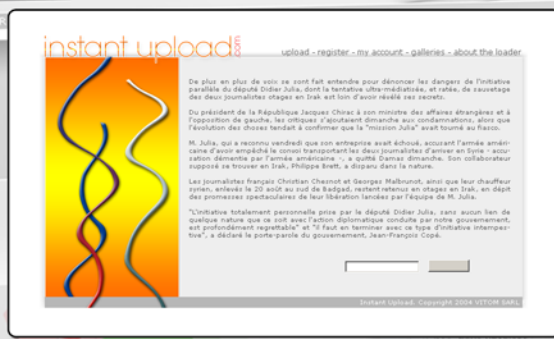 instant upload.com
upload - register - my account - galleries - about the loader
De plus en plus de voix se sont fait entendre pour dénoncer les dangers de l'initiative
parallèle du député Didier Julia, dont la tentative ultra-médiatisée, et ratée, de sauvetage
des deux journalistes otages en Irak est loin d'avoir révélé ses secrets.
Du président de la République Jacques Chirac à son ministre des affaires étrangères et à
l'opposition de gauche, les critiques s'ajoutaient dimanche aux condamnations, alors que
l'évolution des choses tendait à confirmer que la "mission Julia" avait tourné au fiasco.
M. Julia, qui a reconnu vendredi que son entreprise avait échoué, accusant l'armée améri-
caine d'avoir empêché le convoi transportant les deux journalistes d'arriver en Syrie - accu-
sation démentie par l'armée américaine -, a quitté Damas dimanche. Son collaborateur
supposé se trouver en Irak, Philippe Brett, a disparu dans la nature.
Les journalistes français Christian Chesnot et Georges Malbrunot, ainsi que leur chauffeur
syrien, enlevés le 20 août au sud de Badgad, restent retenus en otages en Irak, en dépit
des promesses spectaculaires de leur libération lancées par l'équipe de M. Julia.
"L'initiative totalement personnelle prise par le député Didier Julia, sans aucun lien de
quelque nature que ce soit avec l'action diplomatique conduite par notre gouvernement,
est profondément regrettable" et "il faut en terminer avec ce type d'initiative intempes-
tive", a déclaré le porte-parole du gouvernement, Jean-François Copé.
Instant Upload. Copyright 2004 VITOM SARL